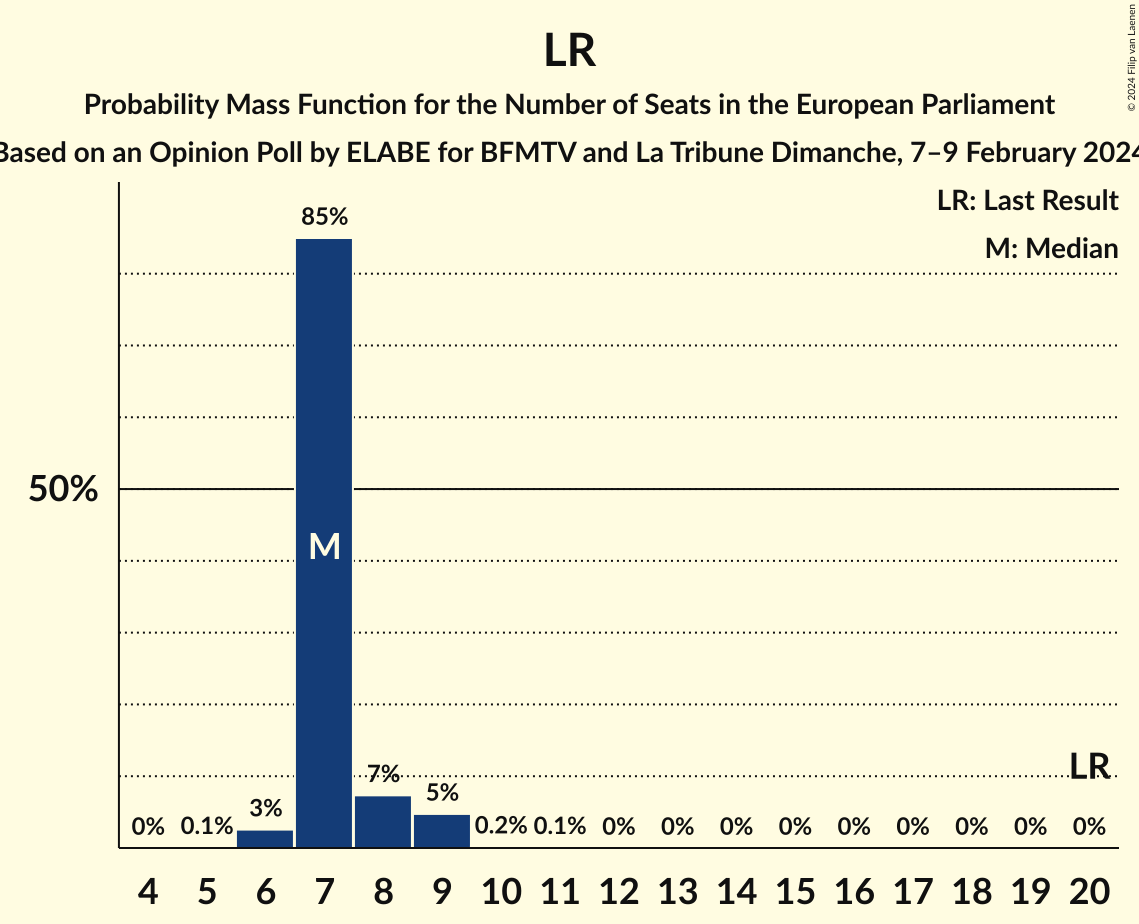 LR
Probability Mass Function for the Number of Seats in the European Parliament
Based on an Opinion Poll by ELABE for BFMTV and La Tribune Dimanche, 7–9 February 2024
© 2024 Filip van Laenen
LR: Last Result
M: Median
85%
50%
M
LR
7%
5%
3%
0% 0.1% 0.2% 0.1% 0% 0% 0% 0% 0% 0% 0% 0% 0%
4 5 6 7 8 9 10 11 12 13 14 15 16 17 18 19 20